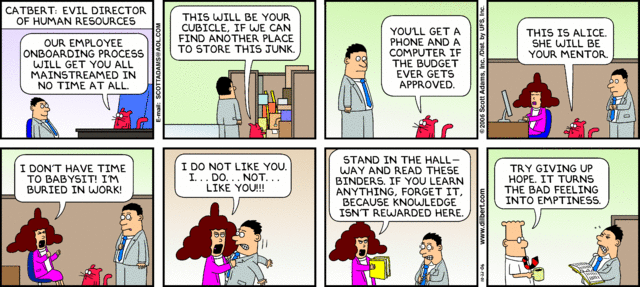 CATBERT: EVIL DIRECTOR
OF HUMAN RESOURCES
OUR EMPLOYEE
ONBOARDING PROCESS
WILL GET YOU ALL
MAINSTREAMED IN
NO TIME AT ALL.
E-mail: SCOTTADAMS@AOL.COM
THIS WILL BE YOUR
CUBICLE, IF WE CAN
FIND ANOTHER PLACE
TO STORE THIS JUNK.
YOU'LL GET A
PHONE AND A
COMPUTER IF
THE BUDGET
EVER GETS
APPROVED.
© 2006 Scott Adams, Inc. /Dist. by UFS, Inc.
THIS IS ALICE.
SHE WILL BE
YOUR MENTOR.
I DON'T HAVE TIME
TO BABYSIT! I'M
BURIED IN WORK!
I DO NOT LIKE YOU.
I...DO...NOT...
LIKE YOU!!!
STAND IN THE HALL-
WAY AND READ THESE
BINDERS. IF YOU LEARN
ANYTHING, FORGET IT,
BECAUSE KNOWLEDGE
ISN'T REWARDED HERE.
www.dilbert.com
TRY GIVING UP
HOPE. IT TURNS
THE BAD FEELING
INTO EMPTINESS.